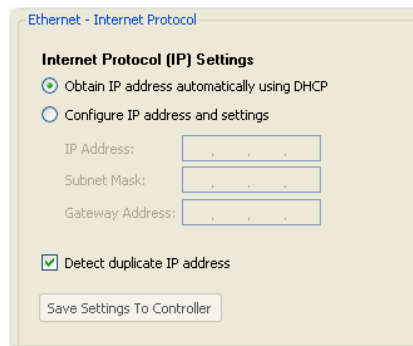 Ethernet - Internet Protocol
Internet Protocol (IP) Settings
Obtain IP address automatically using DHCP
Configure IP address and settings
IP Address: . . .
Subnet Mask: . . .
Gateway Address: . . .
Detect duplicate IP address
Save Settings To Controller